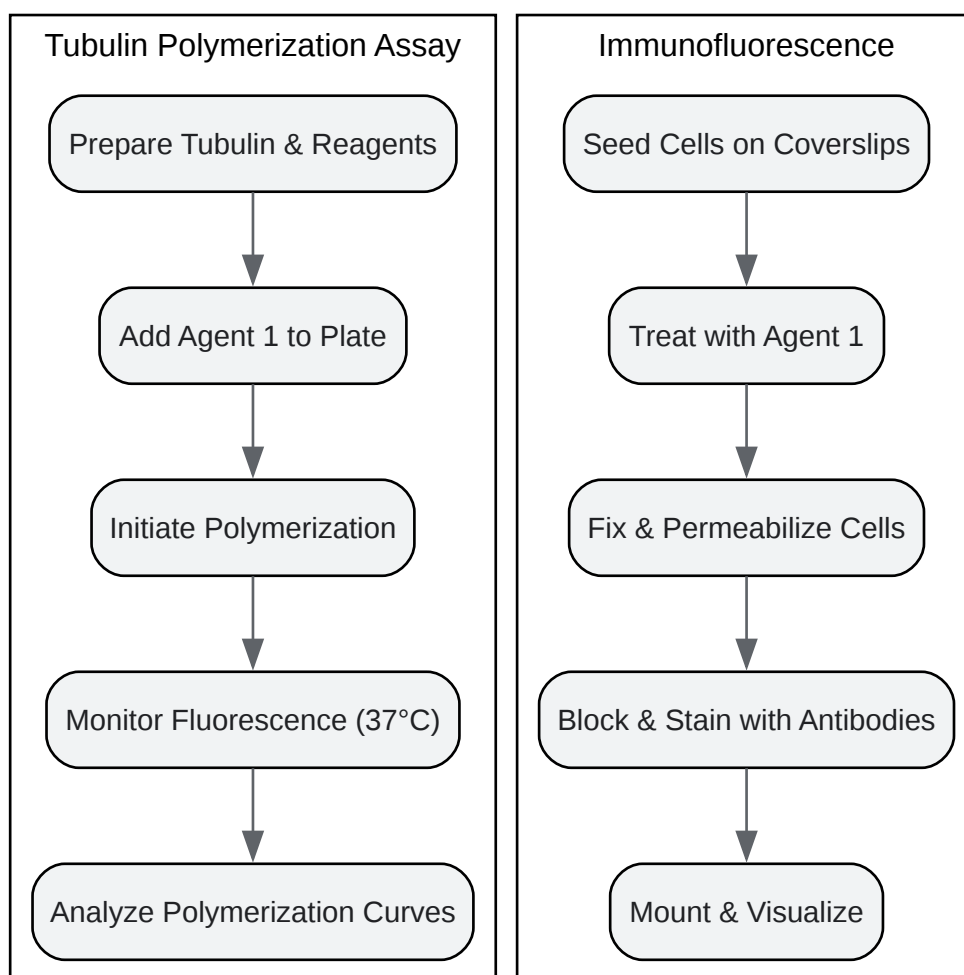 Tubulin Polymerization Assay
Prepare Tubulin & Reagents
Add Agent 1 to Plate
Initiate Polymerization
Monitor Fluorescence (37°C)
Analyze Polymerization Curves
Immunofluorescence
Seed Cells on Coverslips
Treat with Agent 1
Fix & Permeabilize Cells
Block & Stain with Antibodies
Mount & Visualize